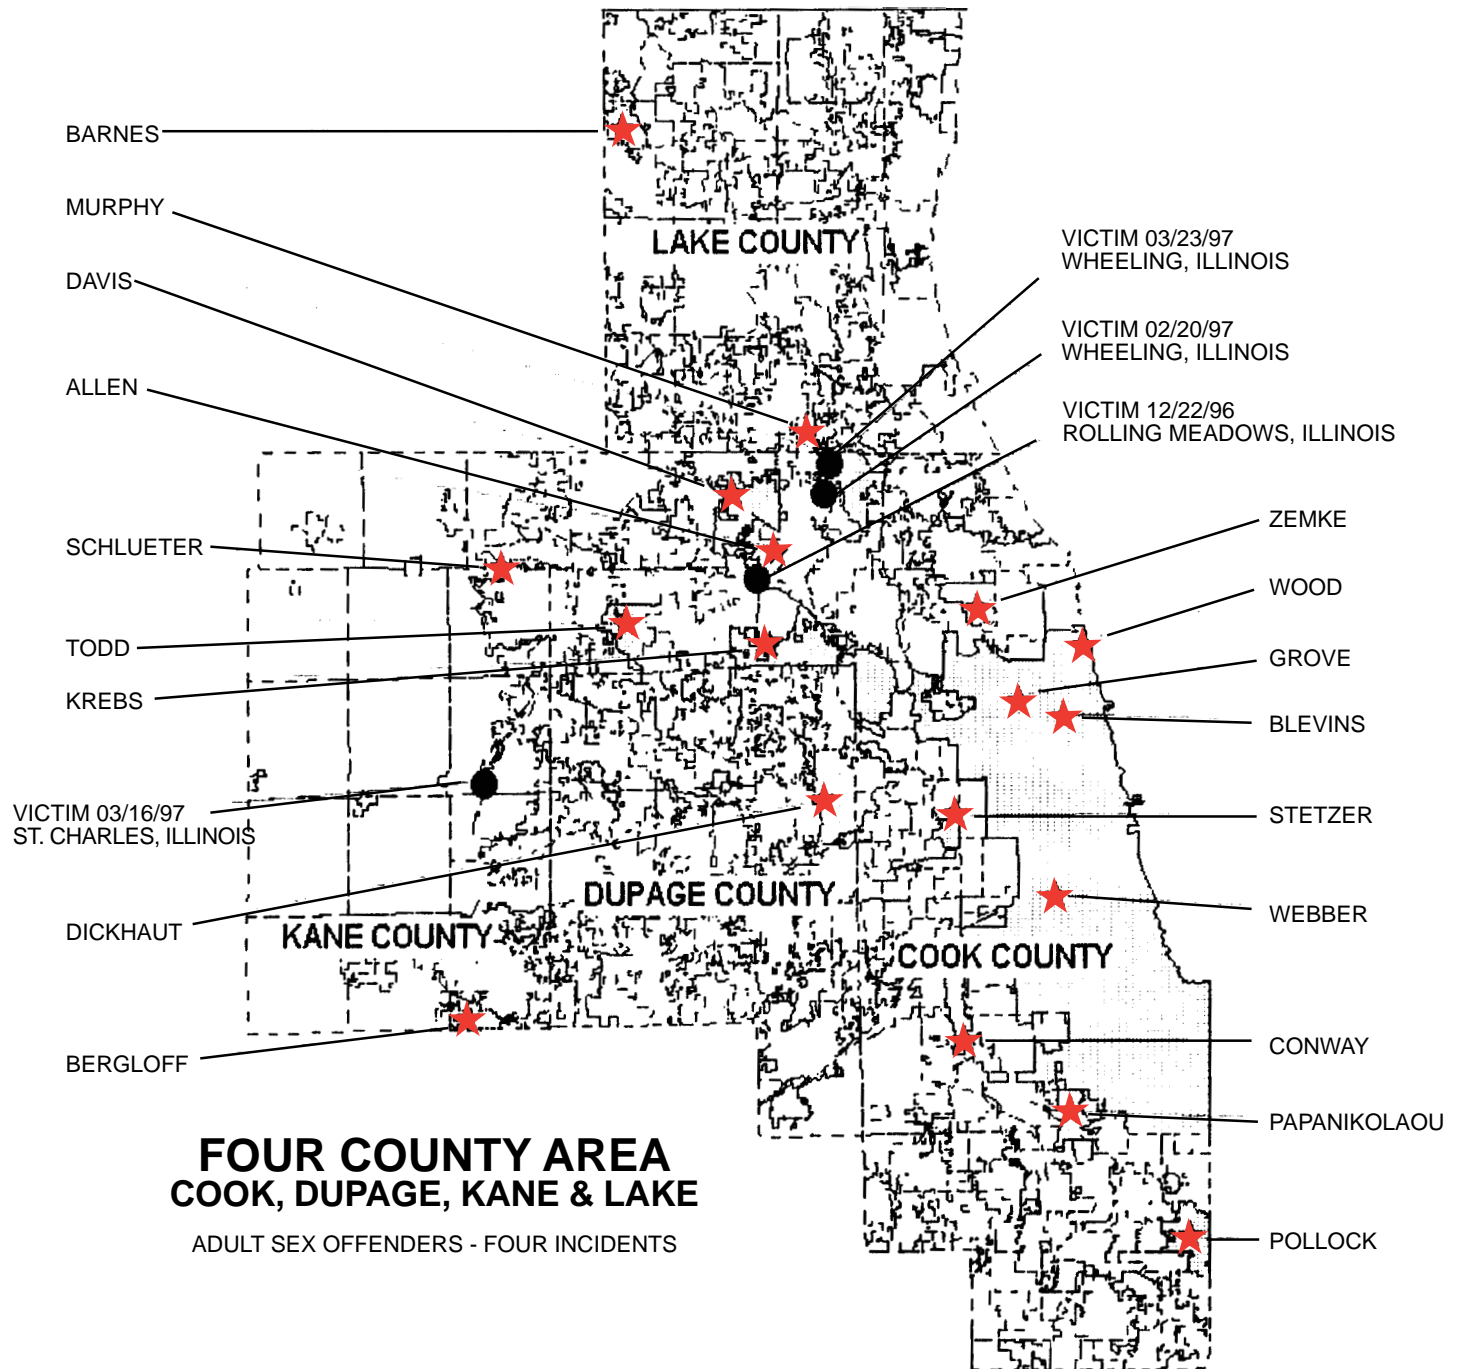 BARNES
MURPHY
DAVIS
ALLEN
SCHLUETER
TODD
KREBS
VICTIM 03/16/97
ST. CHARLES, ILLINOIS
DICKHAUT
BERGLOFF
LAKE COUNTY
DUPAGE COUNTY
KANE COUNTY
COOK COUNTY
VICTIM 03/23/97
WHEELING, ILLINOIS
VICTIM 02/20/97
WHEELING, ILLINOIS
VICTIM 12/22/96
ROLLING MEADOWS, ILLINOIS
ZEMKE
WOOD
GROVE
BLEVINS
STETZER
WEBBER
CONWAY
PAPANIKOLAOU
POLLOCK
FOUR COUNTY AREA
COOK, DUPAGE, KANE & LAKE
ADULT SEX OFFENDERS - FOUR INCIDENTS